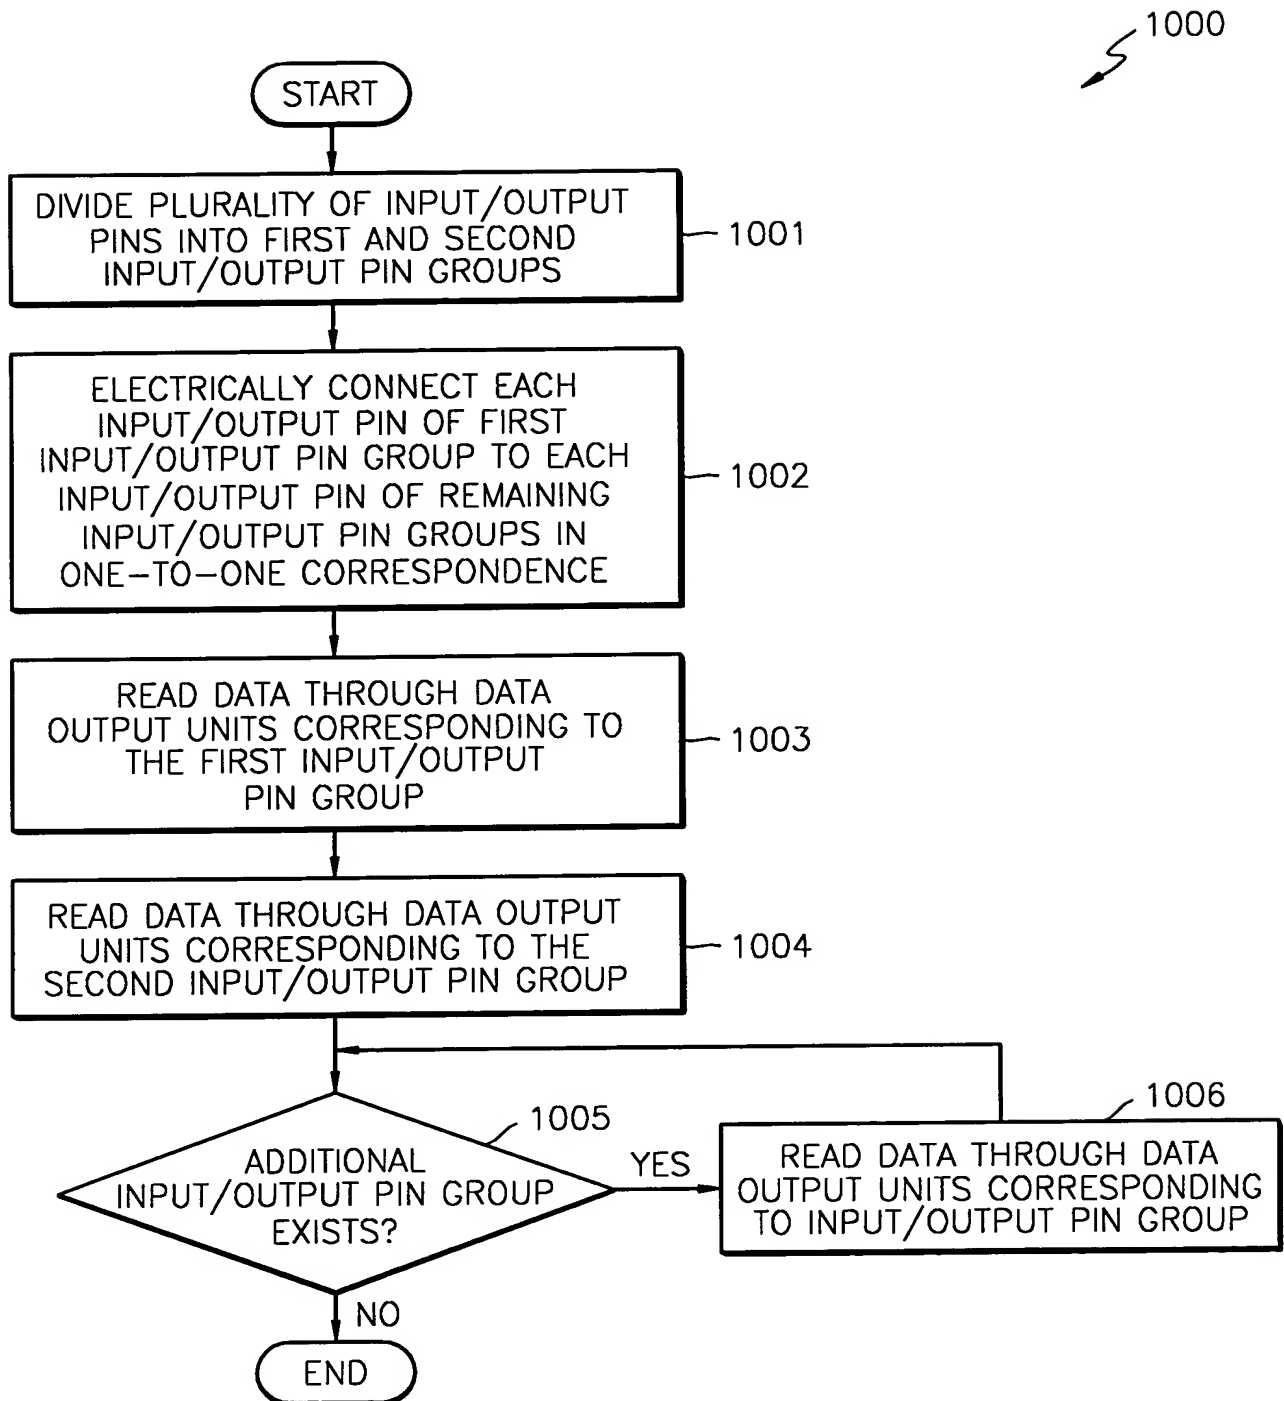 1000
START
DIVIDE PLURALITY OF INPUT/OUTPUT
PINS INTO FIRST AND SECOND
INPUT/OUTPUT PIN GROUPS
1001
ELECTRICALLY CONNECT EACH
INPUT/OUTPUT PIN OF FIRST
INPUT/OUTPUT PIN GROUP TO EACH
INPUT/OUTPUT PIN OF REMAINING
INPUT/OUTPUT PIN GROUPS IN
ONE-TO-ONE CORRESPONDENCE
1002
READ DATA THROUGH DATA
OUTPUT UNITS CORRESPONDING TO
THE FIRST INPUT/OUTPUT
PIN GROUP
1003
READ DATA THROUGH DATA OUTPUT
UNITS CORRESPONDING TO THE
SECOND INPUT/OUTPUT PIN GROUP
1004
ADDITIONAL
INPUT/OUTPUT PIN GROUP
EXISTS?
1005
YES
1006
READ DATA THROUGH DATA
OUTPUT UNITS CORRESPONDING
TO INPUT/OUTPUT PIN GROUP
NO
END